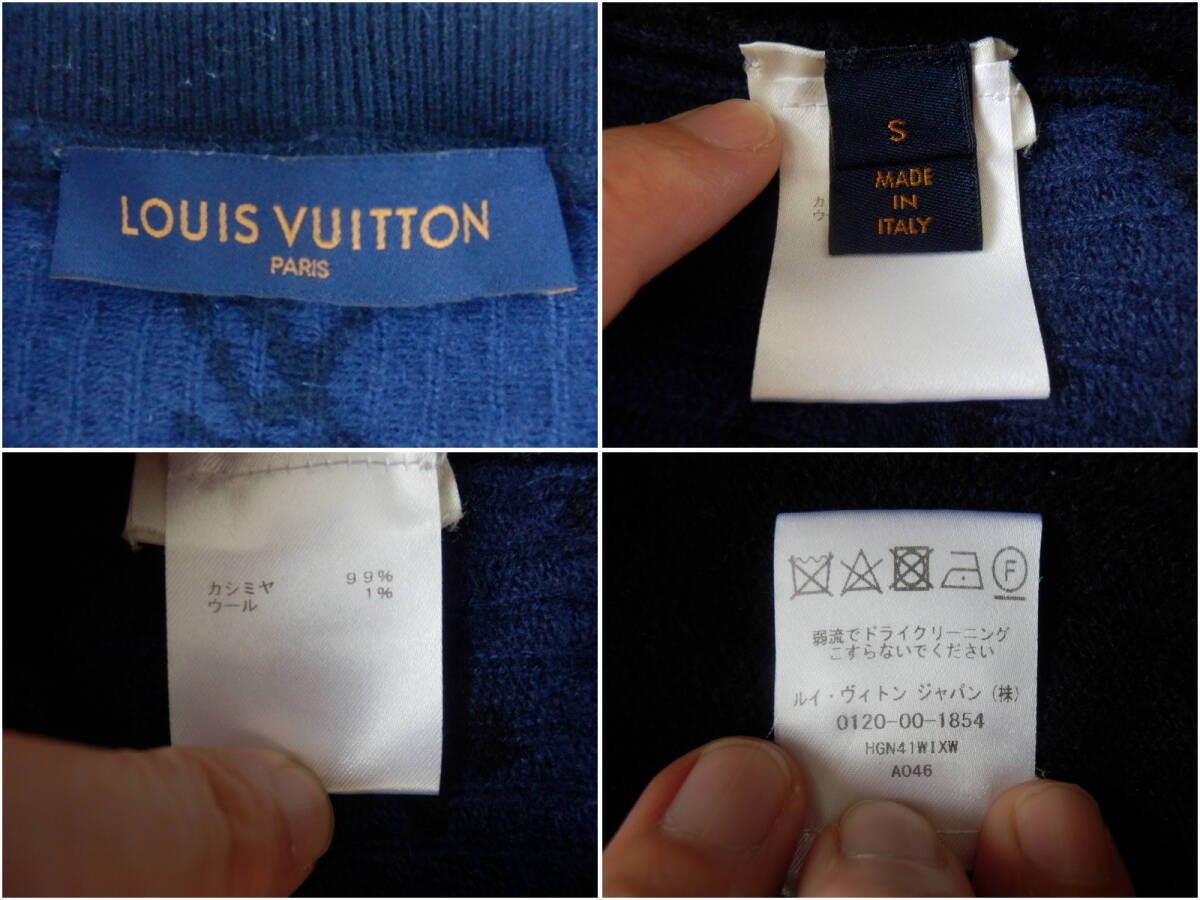 LOUIS VUITTON
PARIS
S
MADE
IN
ITALY
カ
ウ
カシミヤ 99%
ウール 1%
F
弱流でドライクリーニング
こすらないでください
ルイ・ヴィトン ジャパン (株)
0120-00-1854
HGN41WIXW
A046